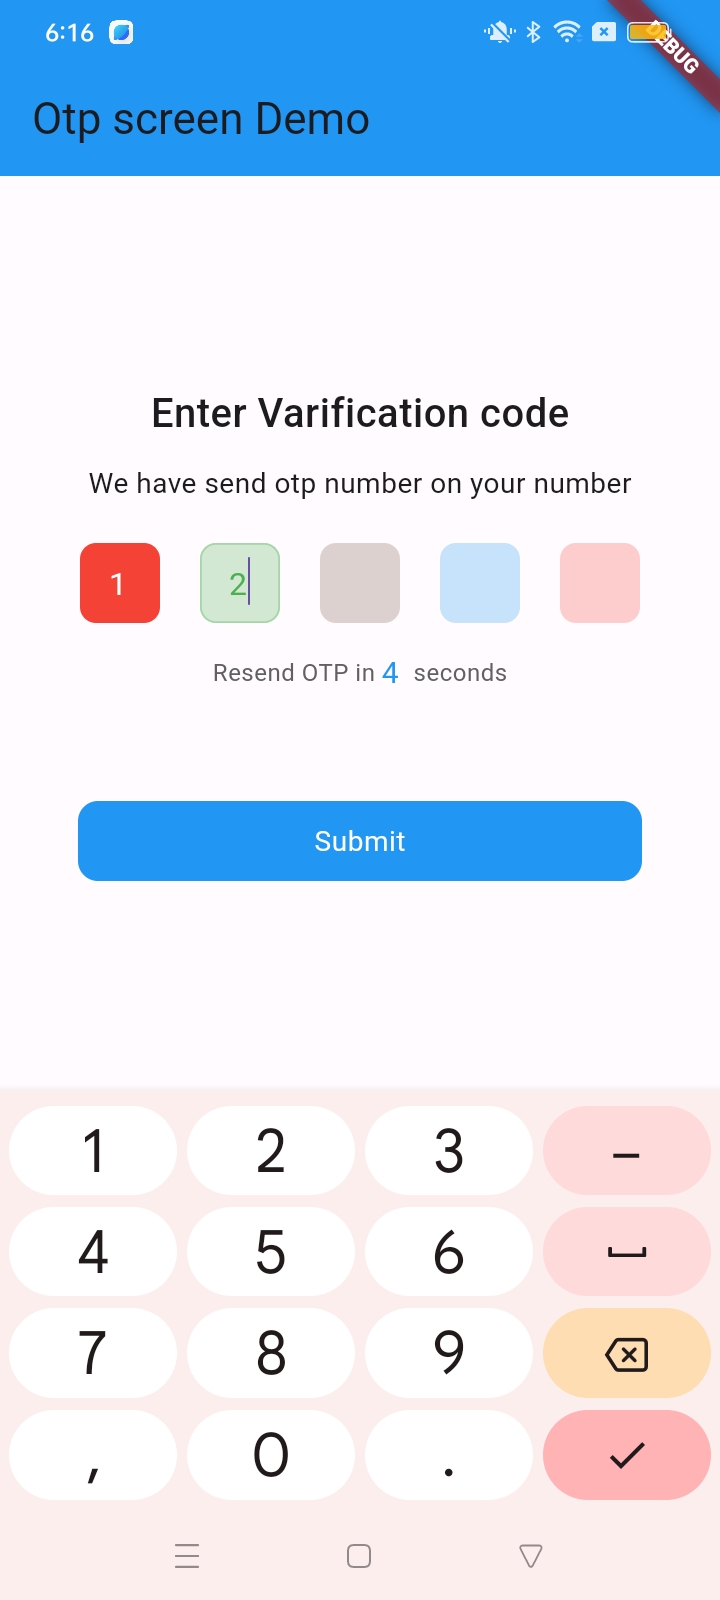 6:16
DEBUG
Otp screen Demo
Enter Varification code
We have send otp number on your number
1 2
Resend OTP in 4 seconds
Submit
1 2 3 –
4 5 6
7 8 9
, 0 .